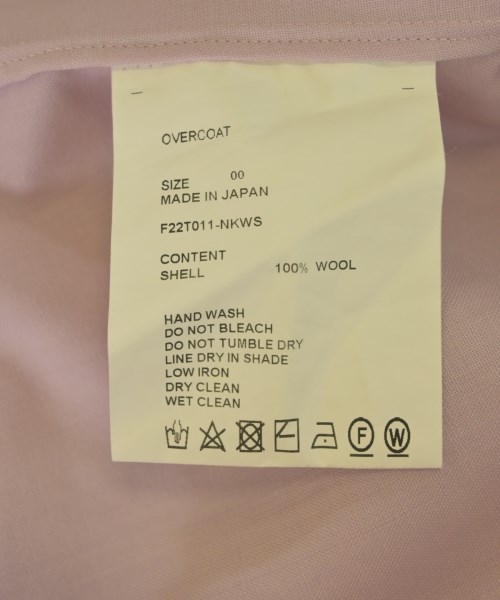 OVERCOAT
SIZE 00
MADE IN JAPAN
F22T011-NKWS
CONTENT
SHELL 100% WOOL
HAND WASH
DO NOT BLEACH
DO NOT TUMBLE DRY
LINE DRY IN SHADE
LOW IRON
DRY CLEAN
WET CLEAN
F W